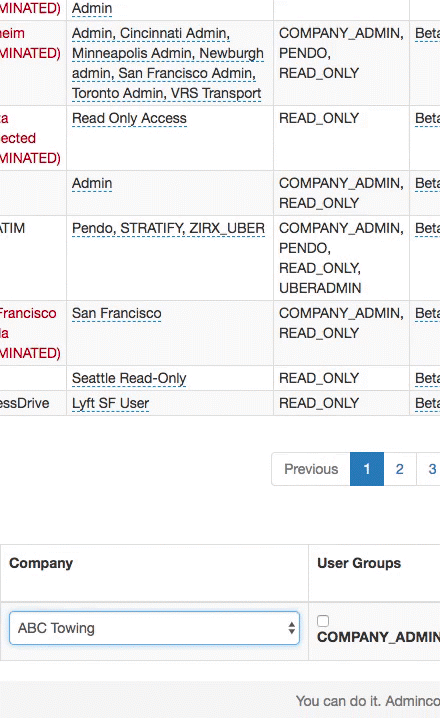 MINATED) Admin
heim Admin, Cincinnati Admin, COMPANY_ADMIN, Beta
MINATED) Minneapolis Admin, Newburgh PENDO,
admin, San Francisco Admin, READ_ONLY
Toronto Admin, VRS Transport
ta Read Only Access READ_ONLY Beta
ected
MINATED)
Admin COMPANY_ADMIN, Beta
READ_ONLY
ATIM Pendo, STRATIFY, ZIRX_UBER COMPANY_ADMIN, Beta
PENDO,
READ_ONLY,
UBERADMIN
Francisco San Francisco COMPANY_ADMIN, Beta
la READ_ONLY
MINATED)
Seattle Read-Only READ_ONLY Beta
essDrive Lyft SF User READ_ONLY Beta
Previous 1 2 3
Company User Groups
ABC Towing
COMPANY_ADMIN
You can do it. Adminco